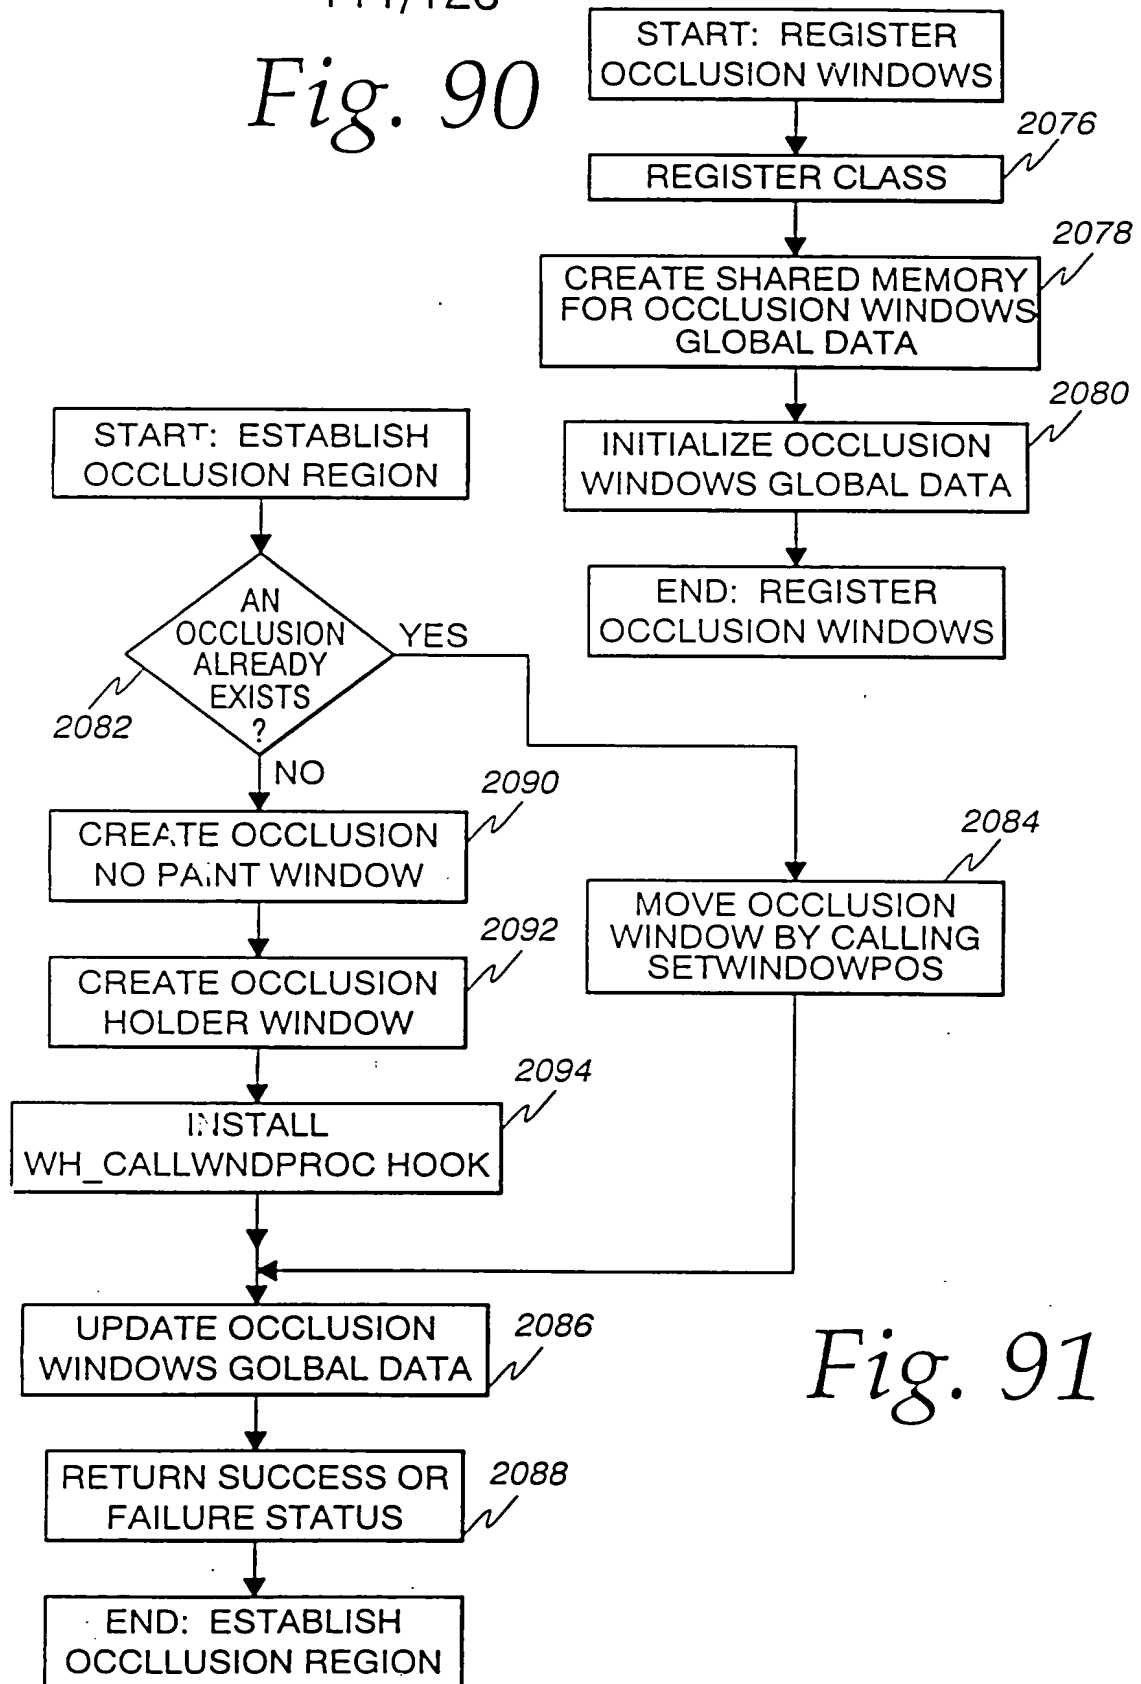 Fig. 90
START: REGISTER
OCCLUSION WINDOWS
2076
REGISTER CLASS
2078
CREATE SHARED MEMORY
FOR OCCLUSION WINDOWS
GLOBAL DATA
2080
INITIALIZE OCCLUSION
WINDOWS GLOBAL DATA
END: REGISTER
OCCLUSION WINDOWS
START: ESTABLISH
OCCLUSION REGION
AN
OCCLUSION
ALREADY
EXISTS
?
YES
2082
NO
2090
CREATE OCCLUSION
NO PAINT WINDOW
2084
MOVE OCCLUSION
WINDOW BY CALLING
SETWINDOWPOS
2092
CREATE OCCLUSION
HOLDER WINDOW
2094
INSTALL
WH_CALLWNDPROC HOOK
2086
UPDATE OCCLUSION
WINDOWS GOLBAL DATA
Fig. 91
2088
RETURN SUCCESS OR
FAILURE STATUS
END: ESTABLISH
OCCLLUSION REGION